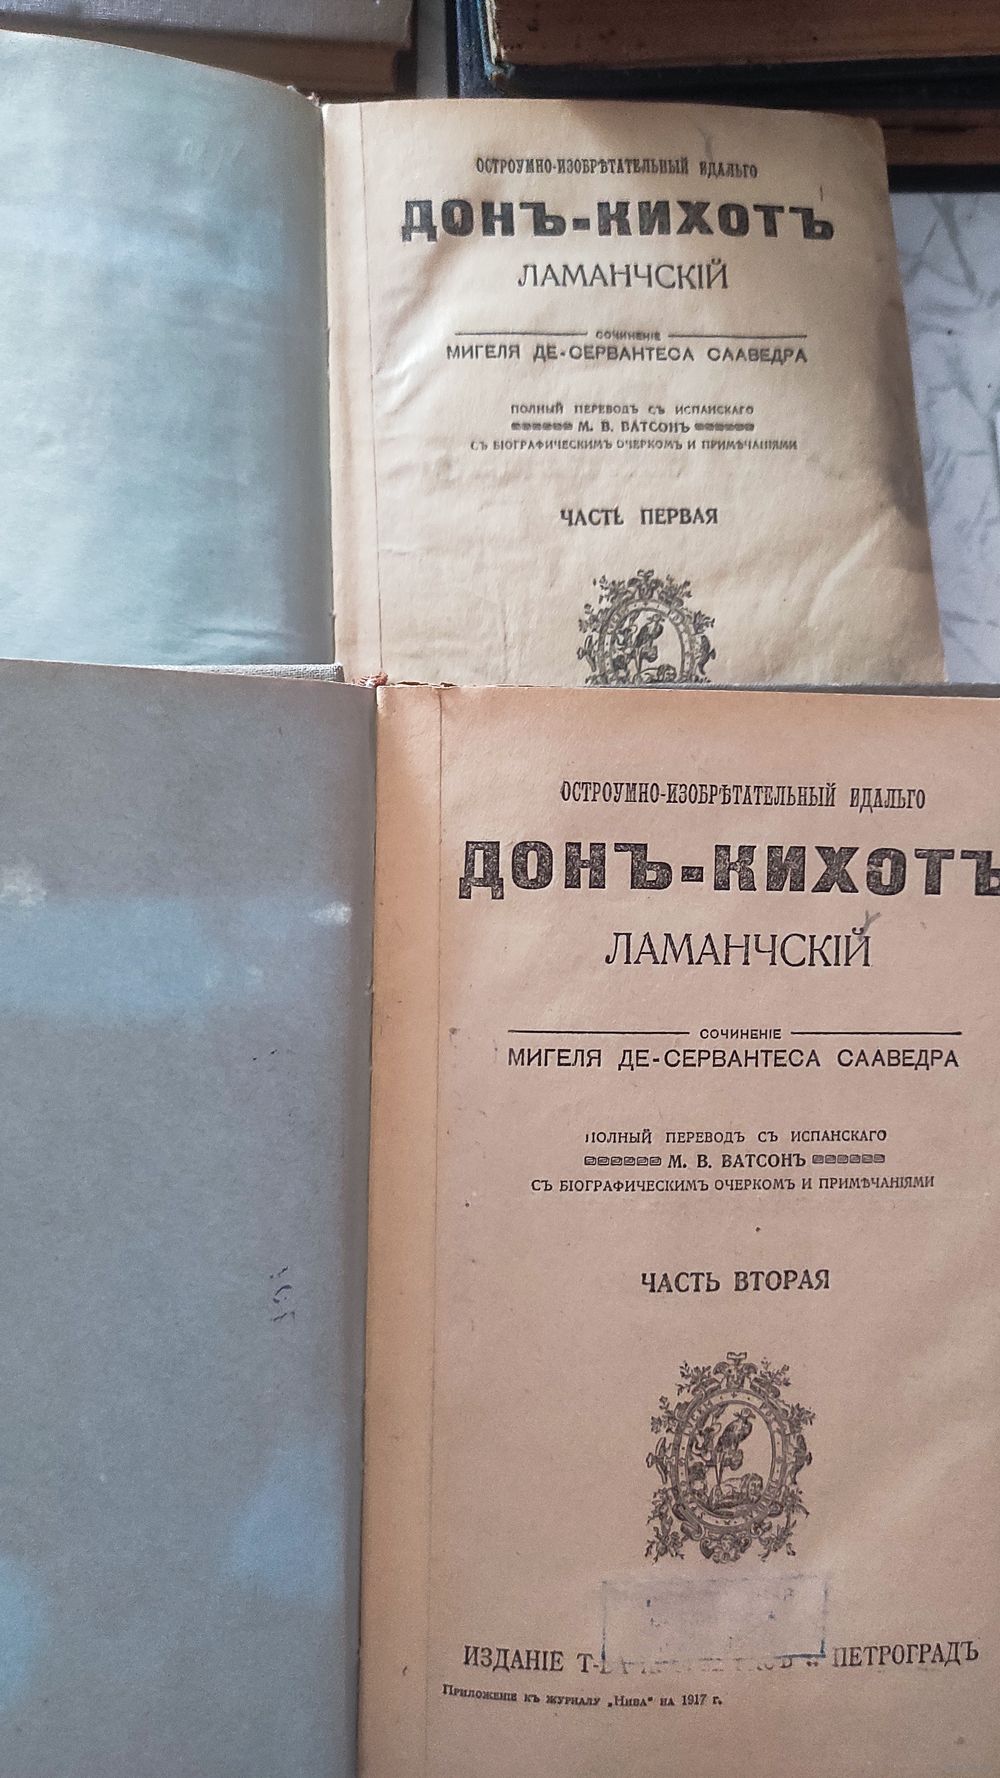 ОСТРОУМНО-ИЗОБРѢТАТЕЛЬНЫЙ ИДАЛЬГО
ДОНЪ-КИХОТЪ
ЛАМАНЧСКІЙ
СОЧИНЕНІЕ
МИГЕЛЯ ДЕ-СЕРВАНТЕСА СААВЕДРА
ПОЛНЫЙ ПЕРЕВОДЪ СЪ ИСПАНСКАГО
М. В. ВАТСОНЪ
СЪ БІОГРАФИЧЕСКИМЪ ОЧЕРКОМЪ И ПРИМѢЧАНІЯМИ
ЧАСТЬ ПЕРВАЯ
ОСТРОУМНО-ИЗОБРѢТАТЕЛЬНЫЙ ИДАЛЬГО
ДОНЪ-КИХОТЪ
ЛАМАНЧСКІЙ
СОЧИНЕНІЕ
МИГЕЛЯ ДЕ-СЕРВАНТЕСА СААВЕДРА
ПОЛНЫЙ ПЕРЕВОДЪ СЪ ИСПАНСКАГО
М. В. ВАТСОНЪ
СЪ БІОГРАФИЧЕСКИМЪ ОЧЕРКОМЪ И ПРИМѢЧАНІЯМИ
ЧАСТЬ ВТОРАЯ
ИЗДАНІЕ ПЕТРОГРАДЪ
Приложеніе къ журналу „Нива" на 1917 г.